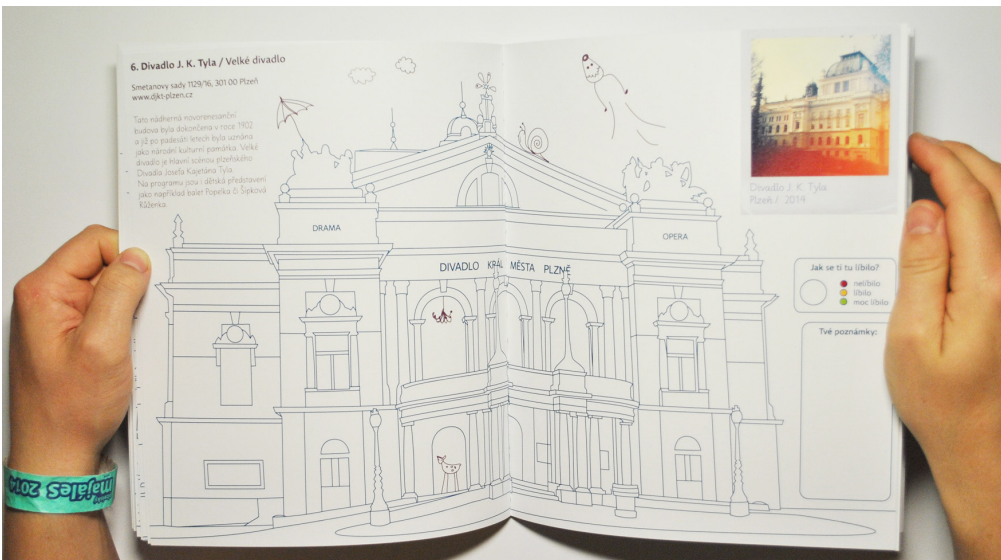 6. Divadlo J. K. Tyla / Velké divadlo
Smetanovy sady 1129/16, 301 00 Plzeň
www.djkt-plzen.cz
Tato nádherná novorenesanční
budova byla dokončena v roce 1902
a již po padesáti letech byla uznána
jako národní kulturní památka. Velké
divadlo je hlavní scénou plzeňského
Divadla Josefa Kajetána Tyla.
Na programu jsou i dětská představení
jako například balet Popelka či Šípková
Růženka.
DRAMA
OPERA
DIVADLO KRÁL MĚSTA PLZNĚ
Divadlo J. K. Tyla
Plzeň / 2014
Jak se ti tu líbilo?
nelíbilo
líbilo
moc líbilo
Tvé poznámky:
majáles 2014